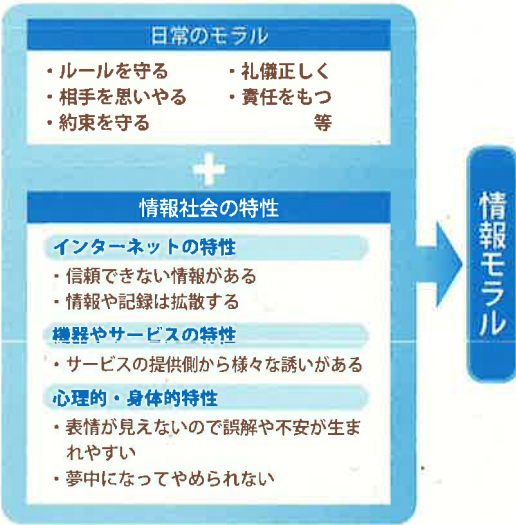 日常のモラル
・ルールを守る
・礼儀正しく
・相手を思いやる
・責任をもつ
・約束を守る
等
+
情報社会の特性
インターネットの特性
・信頼できない情報がある
・情報や記録は拡散する
機器やサービスの特性
・サービスの提供側から様々な誘いがある
心理的・身体的特性
・表情が見えないので誤解や不安が生ま
れやすい
・夢中になってやめられない
情報モラル